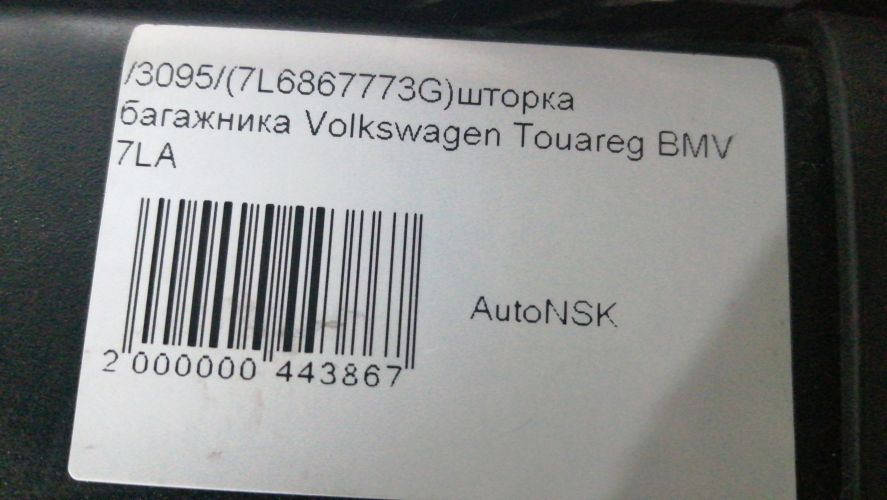 /3095/(7L6867773G)шторка
багажника Volkswagen Touareg BMV
7LA
AutoNSK
2 000000 443867